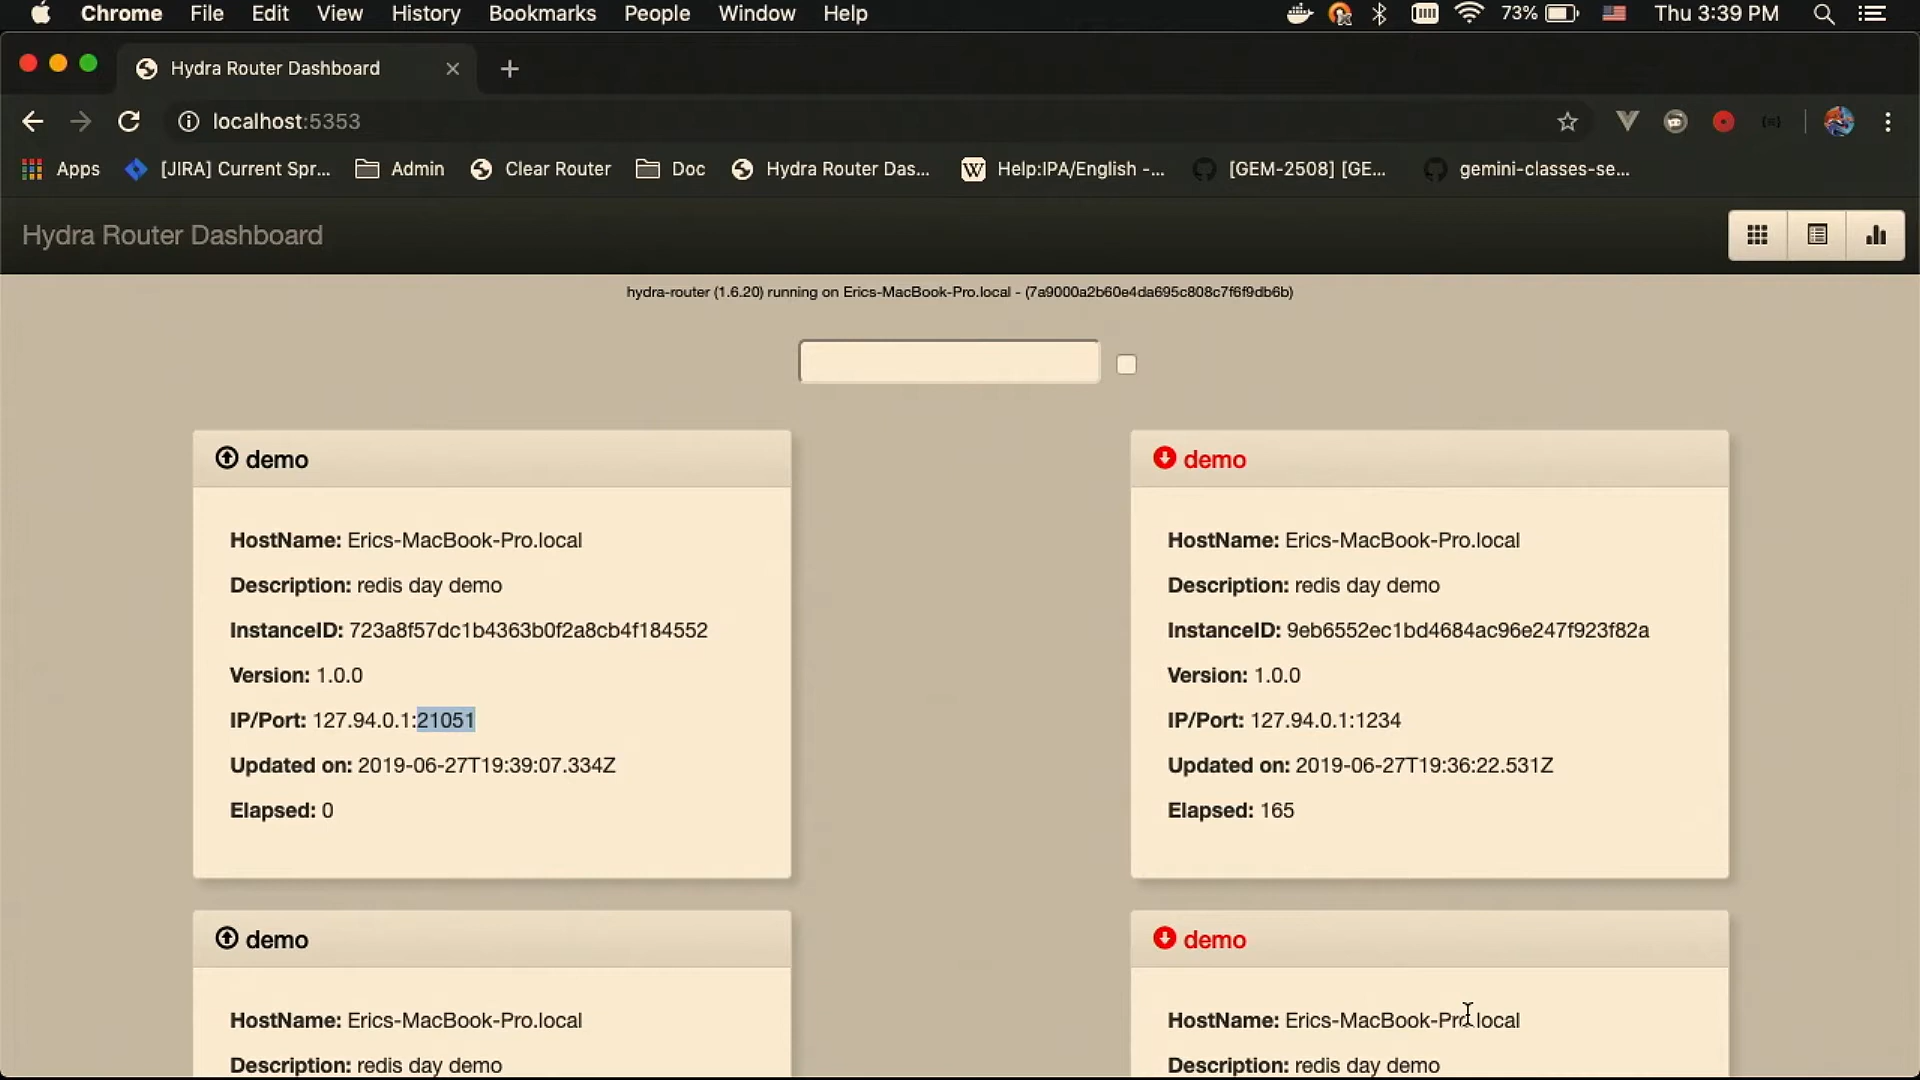 Chrome File Edit View History Bookmarks People Window Help 73% Thu 3:39 PM
Hydra Router Dashboard
localhost:5353
Apps [JIRA] Current Spr... Admin Clear Router Doc Hydra Router Das... Help:IPA/English -... [GEM-2508] [GE... gemini-classes-se...
Hydra Router Dashboard
hydra-router (1.6.20) running on Erics-MacBook-Pro.local - (7a9000a2b60e4da695c808c7f6f9db6b)
demo
HostName: Erics-MacBook-Pro.local
Description: redis day demo
InstanceID: 723a8f57dc1b4363b0f2a8cb4f184552
Version: 1.0.0
IP/Port: 127.94.0.1:21051
Updated on: 2019-06-27T19:39:07.334Z
Elapsed: 0
demo
HostName: Erics-MacBook-Pro.local
Description: redis day demo
InstanceID: 9eb6552ec1bd4684ac96e247f923f82a
Version: 1.0.0
IP/Port: 127.94.0.1:1234
Updated on: 2019-06-27T19:36:22.531Z
Elapsed: 165
demo
HostName: Erics-MacBook-Pro.local
Description: redis day demo
demo
HostName: Erics-MacBook-Pro.local
Description: redis day demo